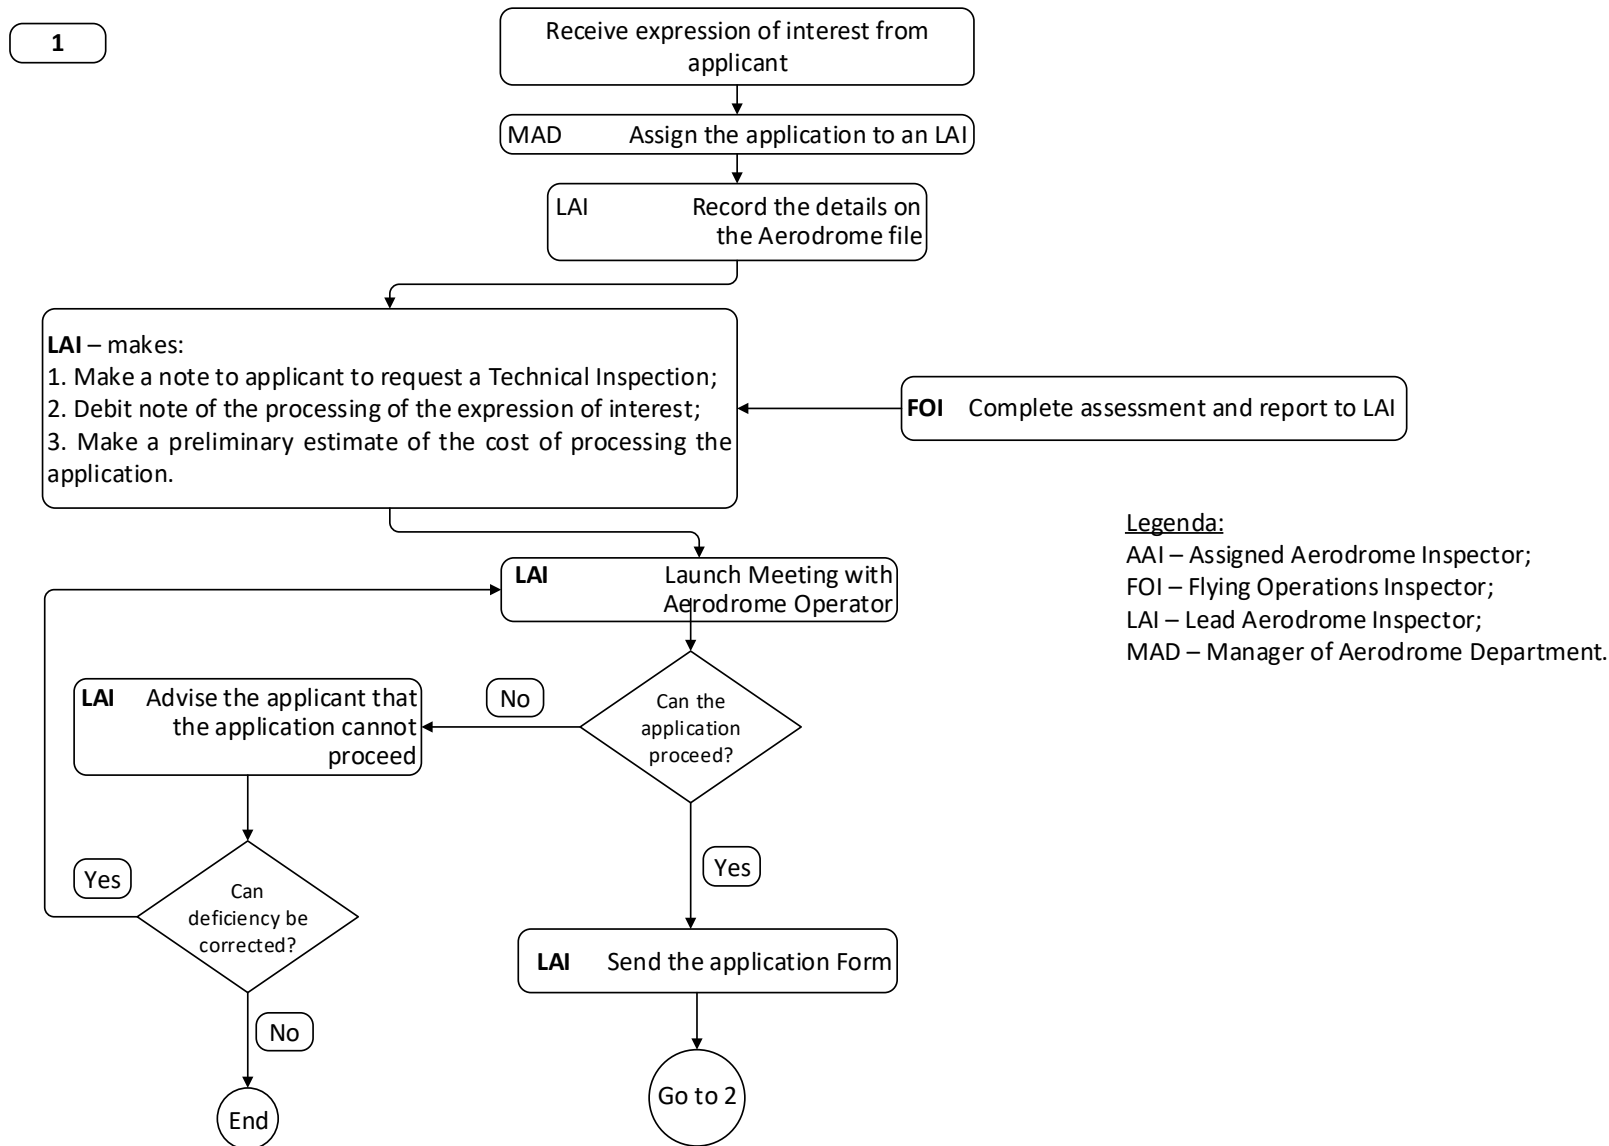 1
Receive expression of interest from
applicant
MAD Assign the application to an LAI
LAI Record the details on
the Aerodrome file
LAI – makes:
1. Make a note to applicant to request a Technical Inspection;
2. Debit note of the processing of the expression of interest;
3. Make a preliminary estimate of the cost of processing the
application.
FOI Complete assessment and report to LAI
Legenda:
AAI – Assigned Aerodrome Inspector;
FOI – Flying Operations Inspector;
LAI – Lead Aerodrome Inspector;
MAD – Manager of Aerodrome Department.
LAI Launch Meeting with
Aerodrome Operator
Can the
application
proceed?
No
LAI Advise the applicant that
the application cannot
proceed
Yes
Can
deficiency be
corrected?
Yes
LAI Send the application Form
No
End
Go to 2